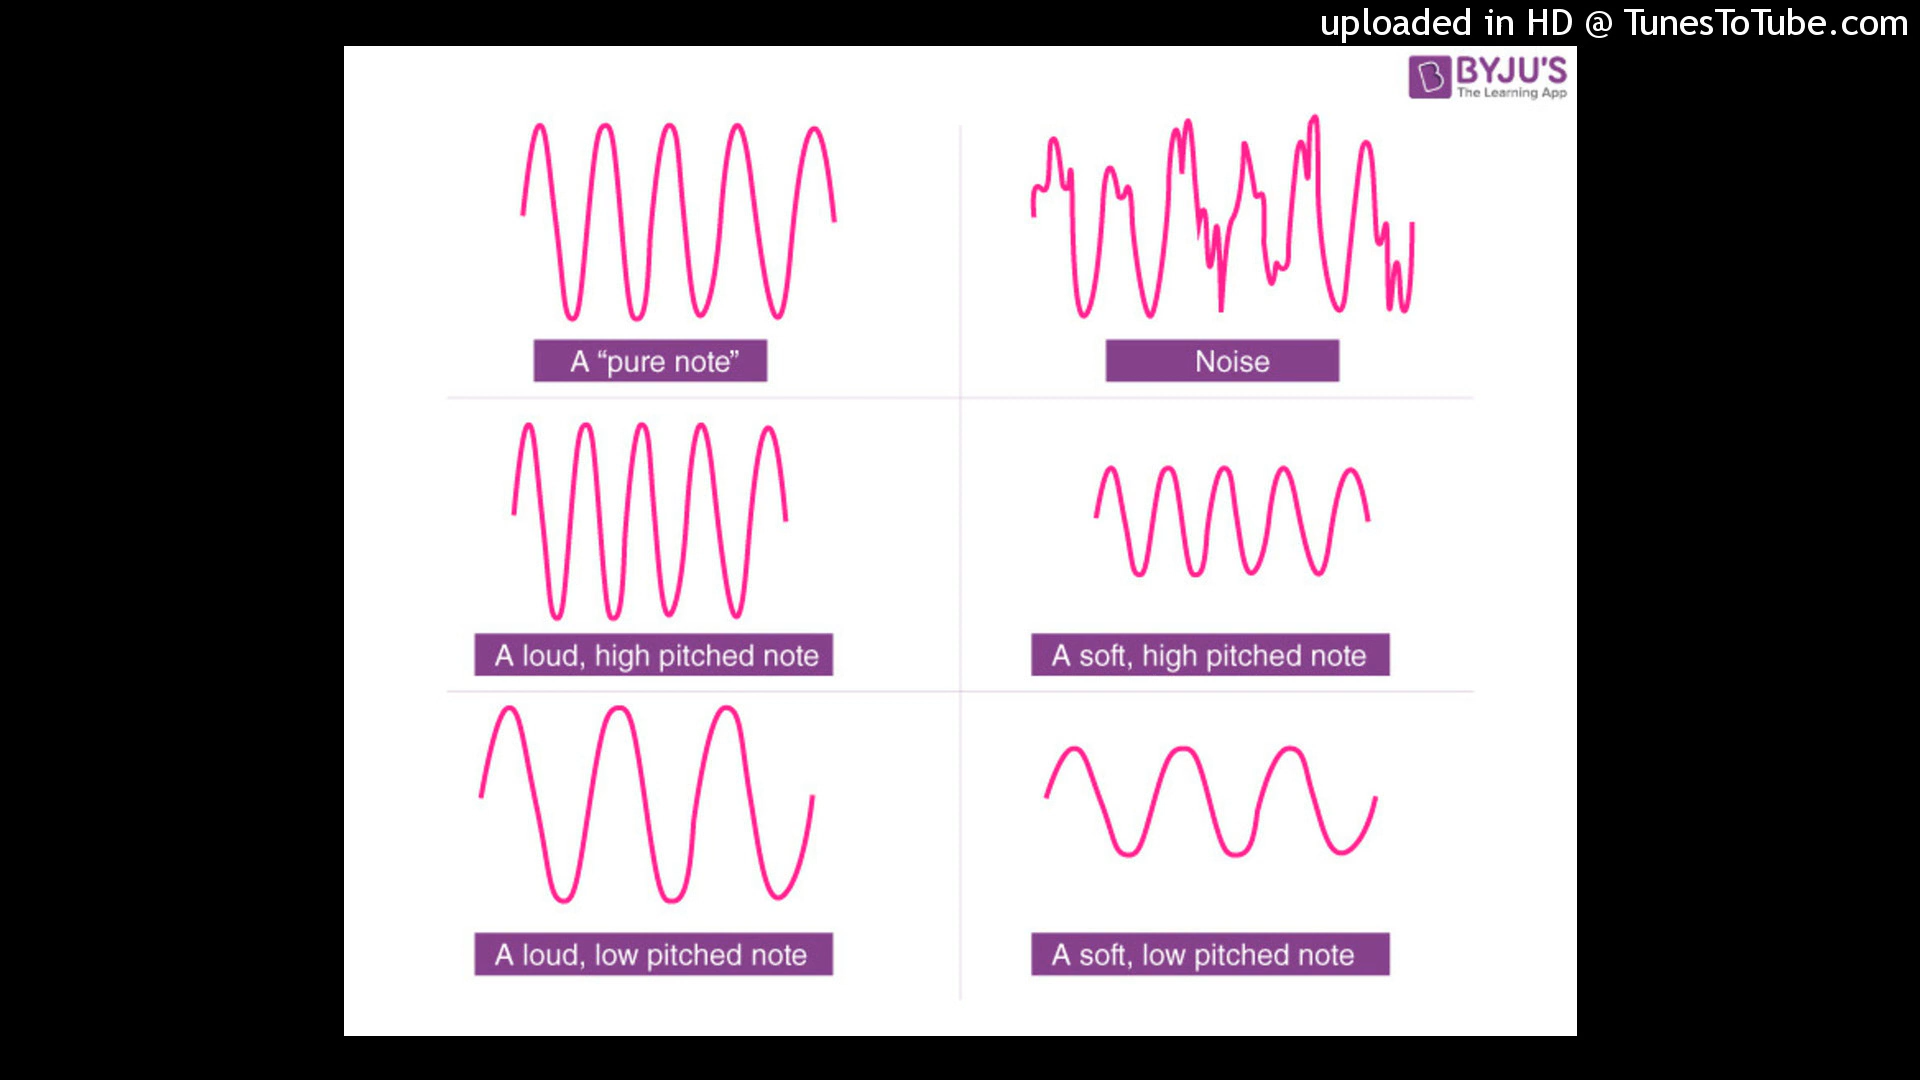 uploaded in HD @ TunesToTube.com
BYJU'S
The Learning App
A “pure note”
Noise
A loud, high pitched note
A soft, high pitched note
A loud, low pitched note
A soft, low pitched note